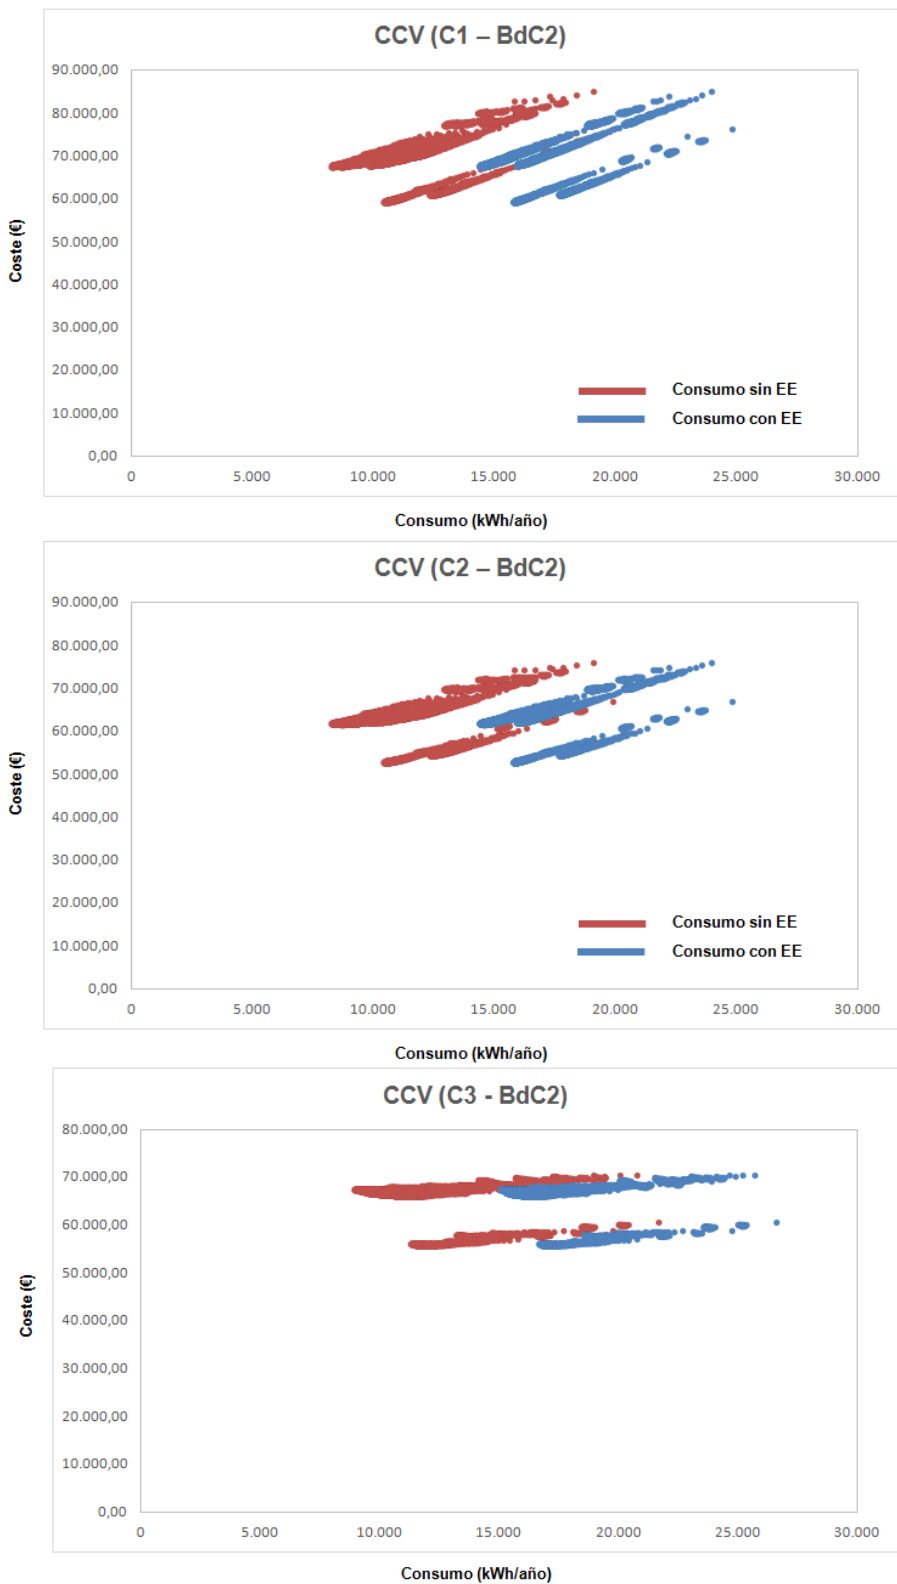 CCV (C1 – BdC2)
90.000,00
80.000,00
70.000,00
60.000,00
50.000,00
40.000,00
30.000,00
20.000,00
10.000,00
0,00
Coste (€)
Consumo sin EE
Consumo con EE
0 5.000 10.000 15.000 20.000 25.000 30.000
Consumo (kWh/año)
CCV (C2 – BdC2)
90.000,00
80.000,00
70.000,00
60.000,00
50.000,00
40.000,00
30.000,00
20.000,00
10.000,00
0,00
Coste (€)
Consumo sin EE
Consumo con EE
0 5.000 10.000 15.000 20.000 25.000 30.000
Consumo (kWh/año)
CCV (C3 - BdC2)
80.000,00
70.000,00
60.000,00
50.000,00
40.000,00
30.000,00
20.000,00
10.000,00
0,00
Coste (€)
0 5.000 10.000 15.000 20.000 25.000 30.000
Consumo (kWh/año)